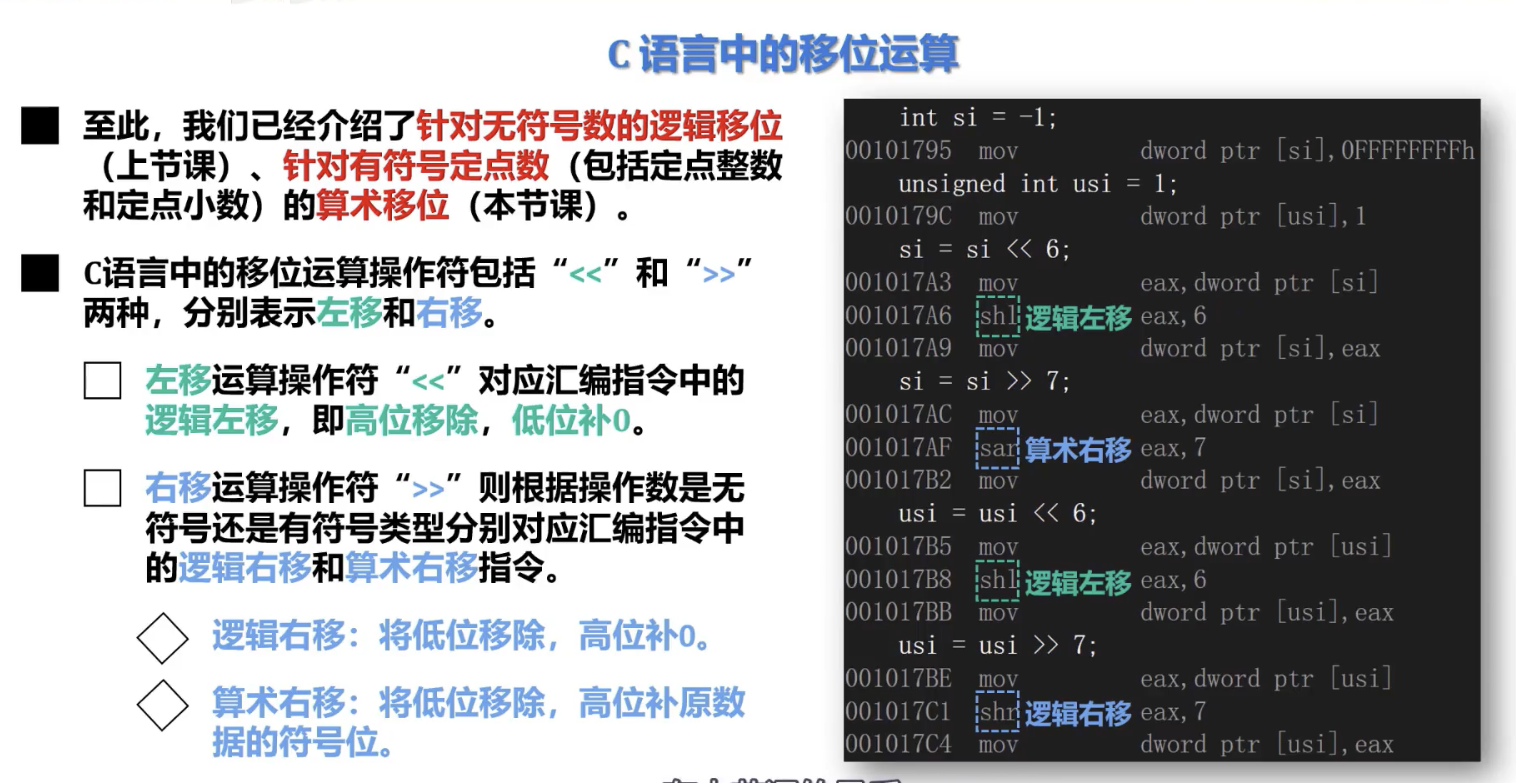 C 语言中的移位运算
至此，我们已经介绍了针对无符号数的逻辑移位
（上节课）、针对有符号定点数（包括定点整数
和定点小数）的算术移位（本节课）。
C语言中的移位运算操作符包括“<<”和“>>”
两种，分别表示左移和右移。
左移运算操作符“<<”对应汇编指令中的
逻辑左移，即高位移除，低位补0。
右移运算操作符“>>”则根据操作数是无
符号还是有符号类型分别对应汇编指令中
的逻辑右移和算术右移指令。
逻辑右移：将低位移除，高位补0。
算术右移：将低位移除，高位补原数
据的符号位。
int si = -1;
00101795 mov dword ptr [si],0FFFFFFFFh
unsigned int usi = 1;
0010179C mov dword ptr [usi],1
si = si << 6;
001017A3 mov eax,dword ptr [si]
001017A6 shl 逻辑左移 eax,6
001017A9 mov dword ptr [si],eax
si = si >> 7;
001017AC mov eax,dword ptr [si]
001017AF sar 算术右移 eax,7
001017B2 mov dword ptr [si],eax
usi = usi << 6;
001017B5 mov eax,dword ptr [usi]
001017B8 shl 逻辑左移 eax,6
001017BB mov dword ptr [usi],eax
usi = usi >> 7;
001017BE mov eax,dword ptr [usi]
001017C1 shr 逻辑右移 eax,7
001017C4 mov dword ptr [usi],eax